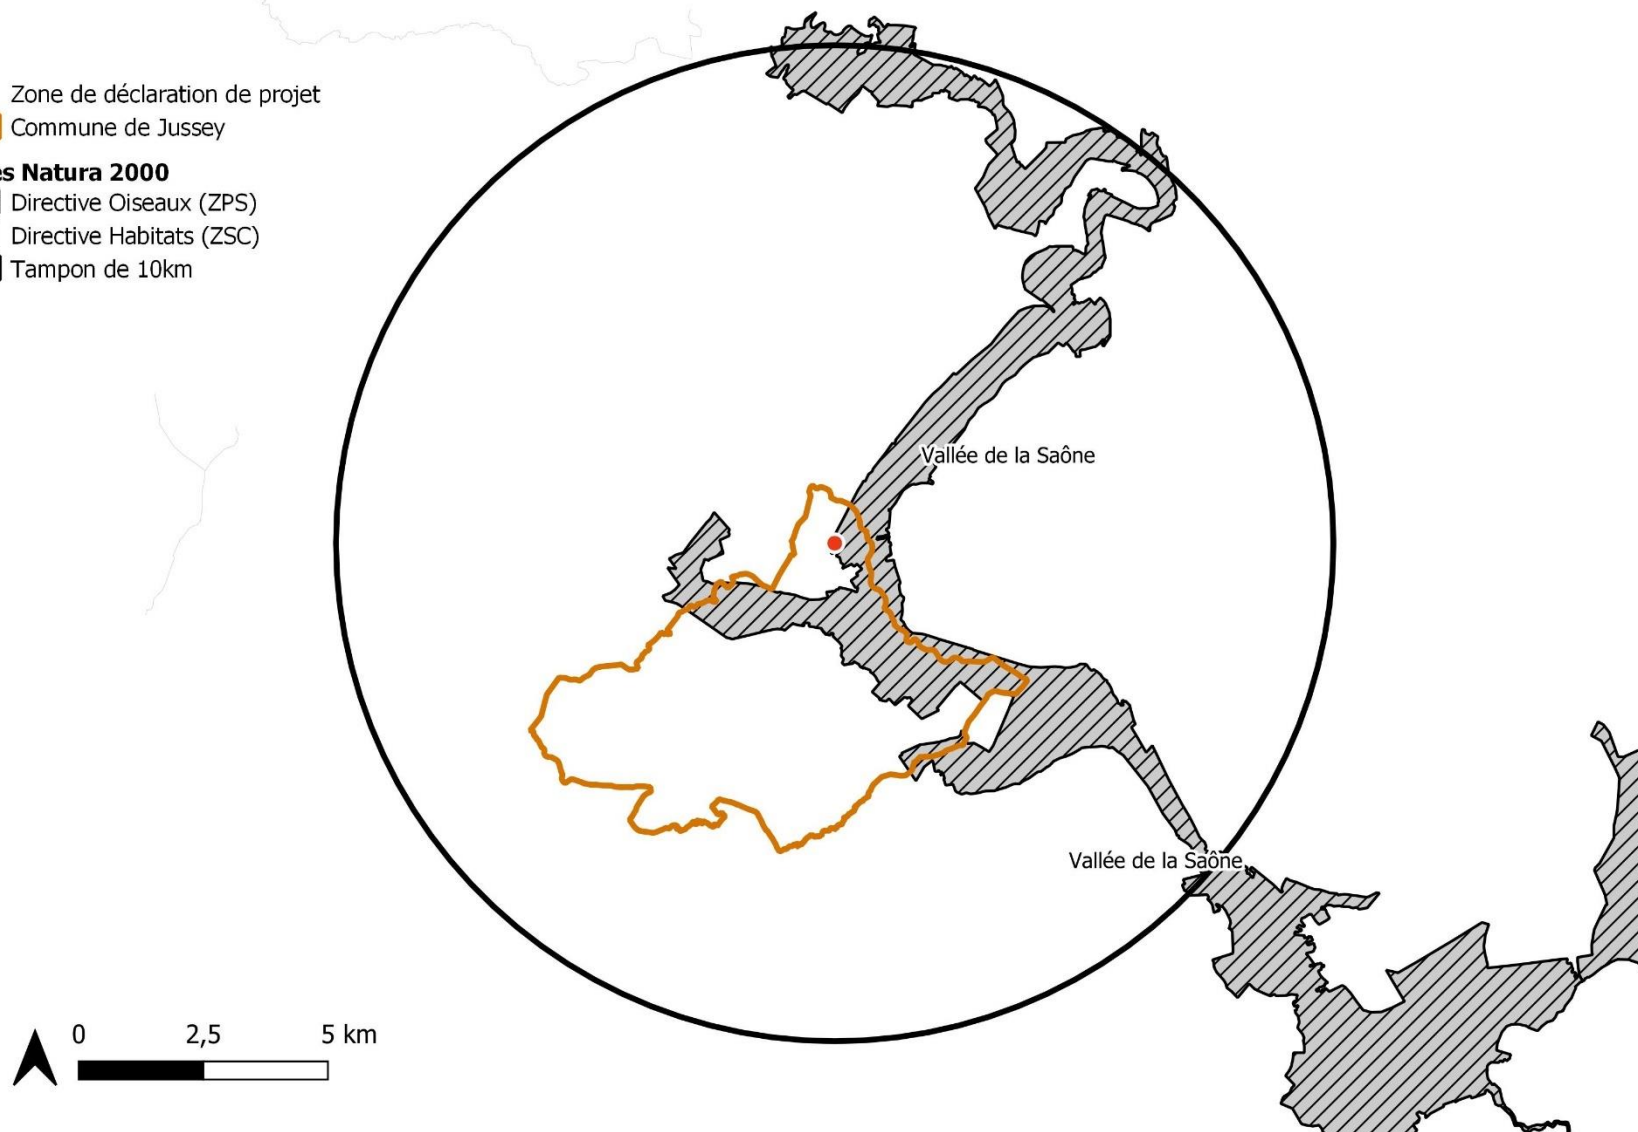 Zone de déclaration de projet
Commune de Jussey
es Natura 2000
Directive Oiseaux (ZPS)
Directive Habitats (ZSC)
Tampon de 10km
Vallée de la Saône
Vallée de la Saône
0 2,5 5 km